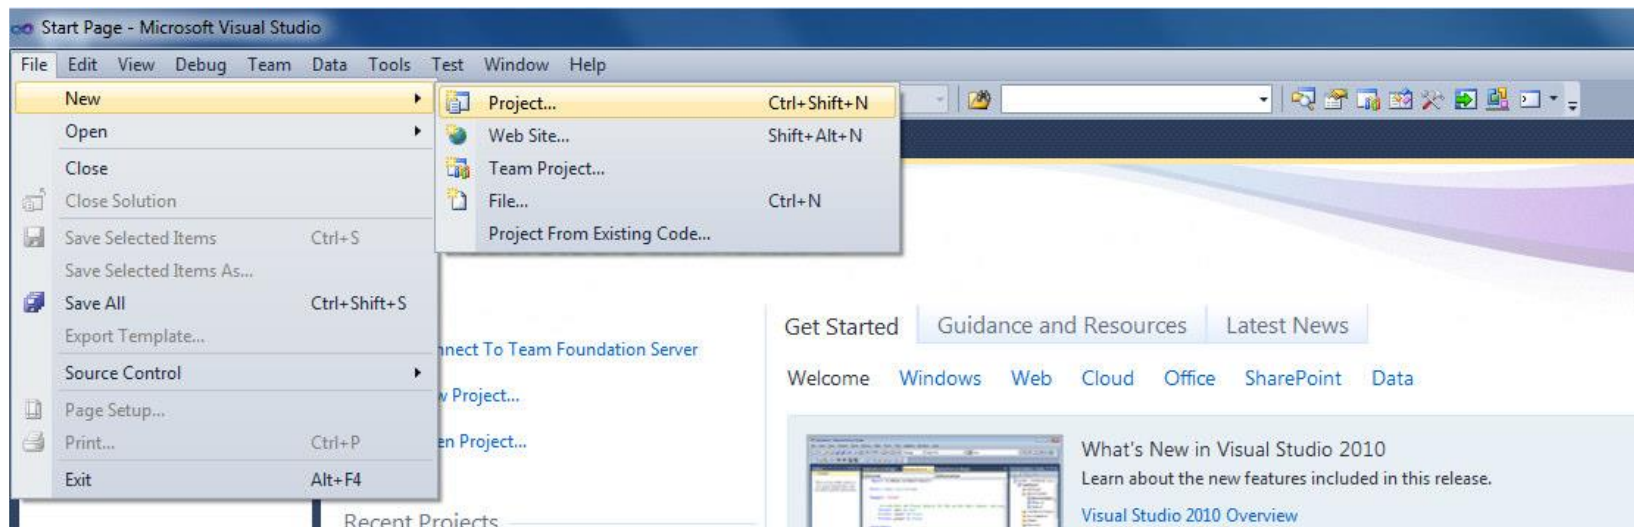 Start Page - Microsoft Visual Studio
File Edit View Debug Team Data Tools Test Window Help
New
Open
Close
Close Solution
Save Selected Items Ctrl+S
Save Selected Items As...
Save All Ctrl+Shift+S
Export Template...
Source Control
Page Setup...
Print... Ctrl+P
Exit Alt+F4
Project... Ctrl+Shift+N
Web Site... Shift+Alt+N
Team Project...
File... Ctrl+N
Project From Existing Code...
nnect To Team Foundation Server
w Project...
en Project...
Recent Projects
Get Started Guidance and Resources Latest News
Welcome Windows Web Cloud Office SharePoint Data
What's New in Visual Studio 2010
Learn about the new features included in this release.
Visual Studio 2010 Overview